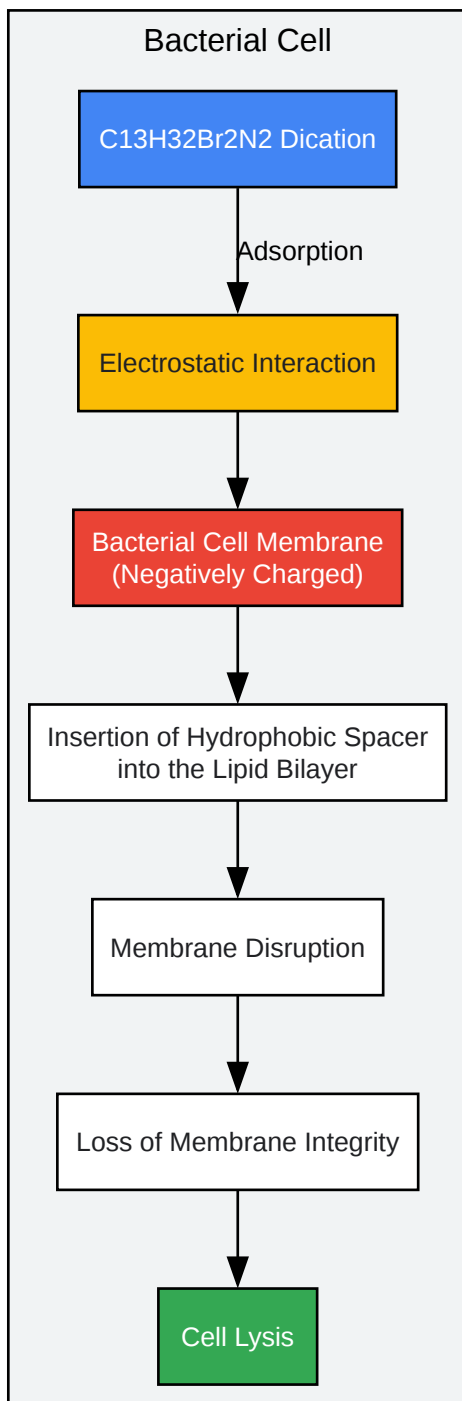 Bacterial Cell
C13H32Br2N2 Dication
Adsorption
Electrostatic Interaction
Bacterial Cell Membrane
(Negatively Charged)
Insertion of Hydrophobic Spacer
into the Lipid Bilayer
Membrane Disruption
Loss of Membrane Integrity
Cell Lysis